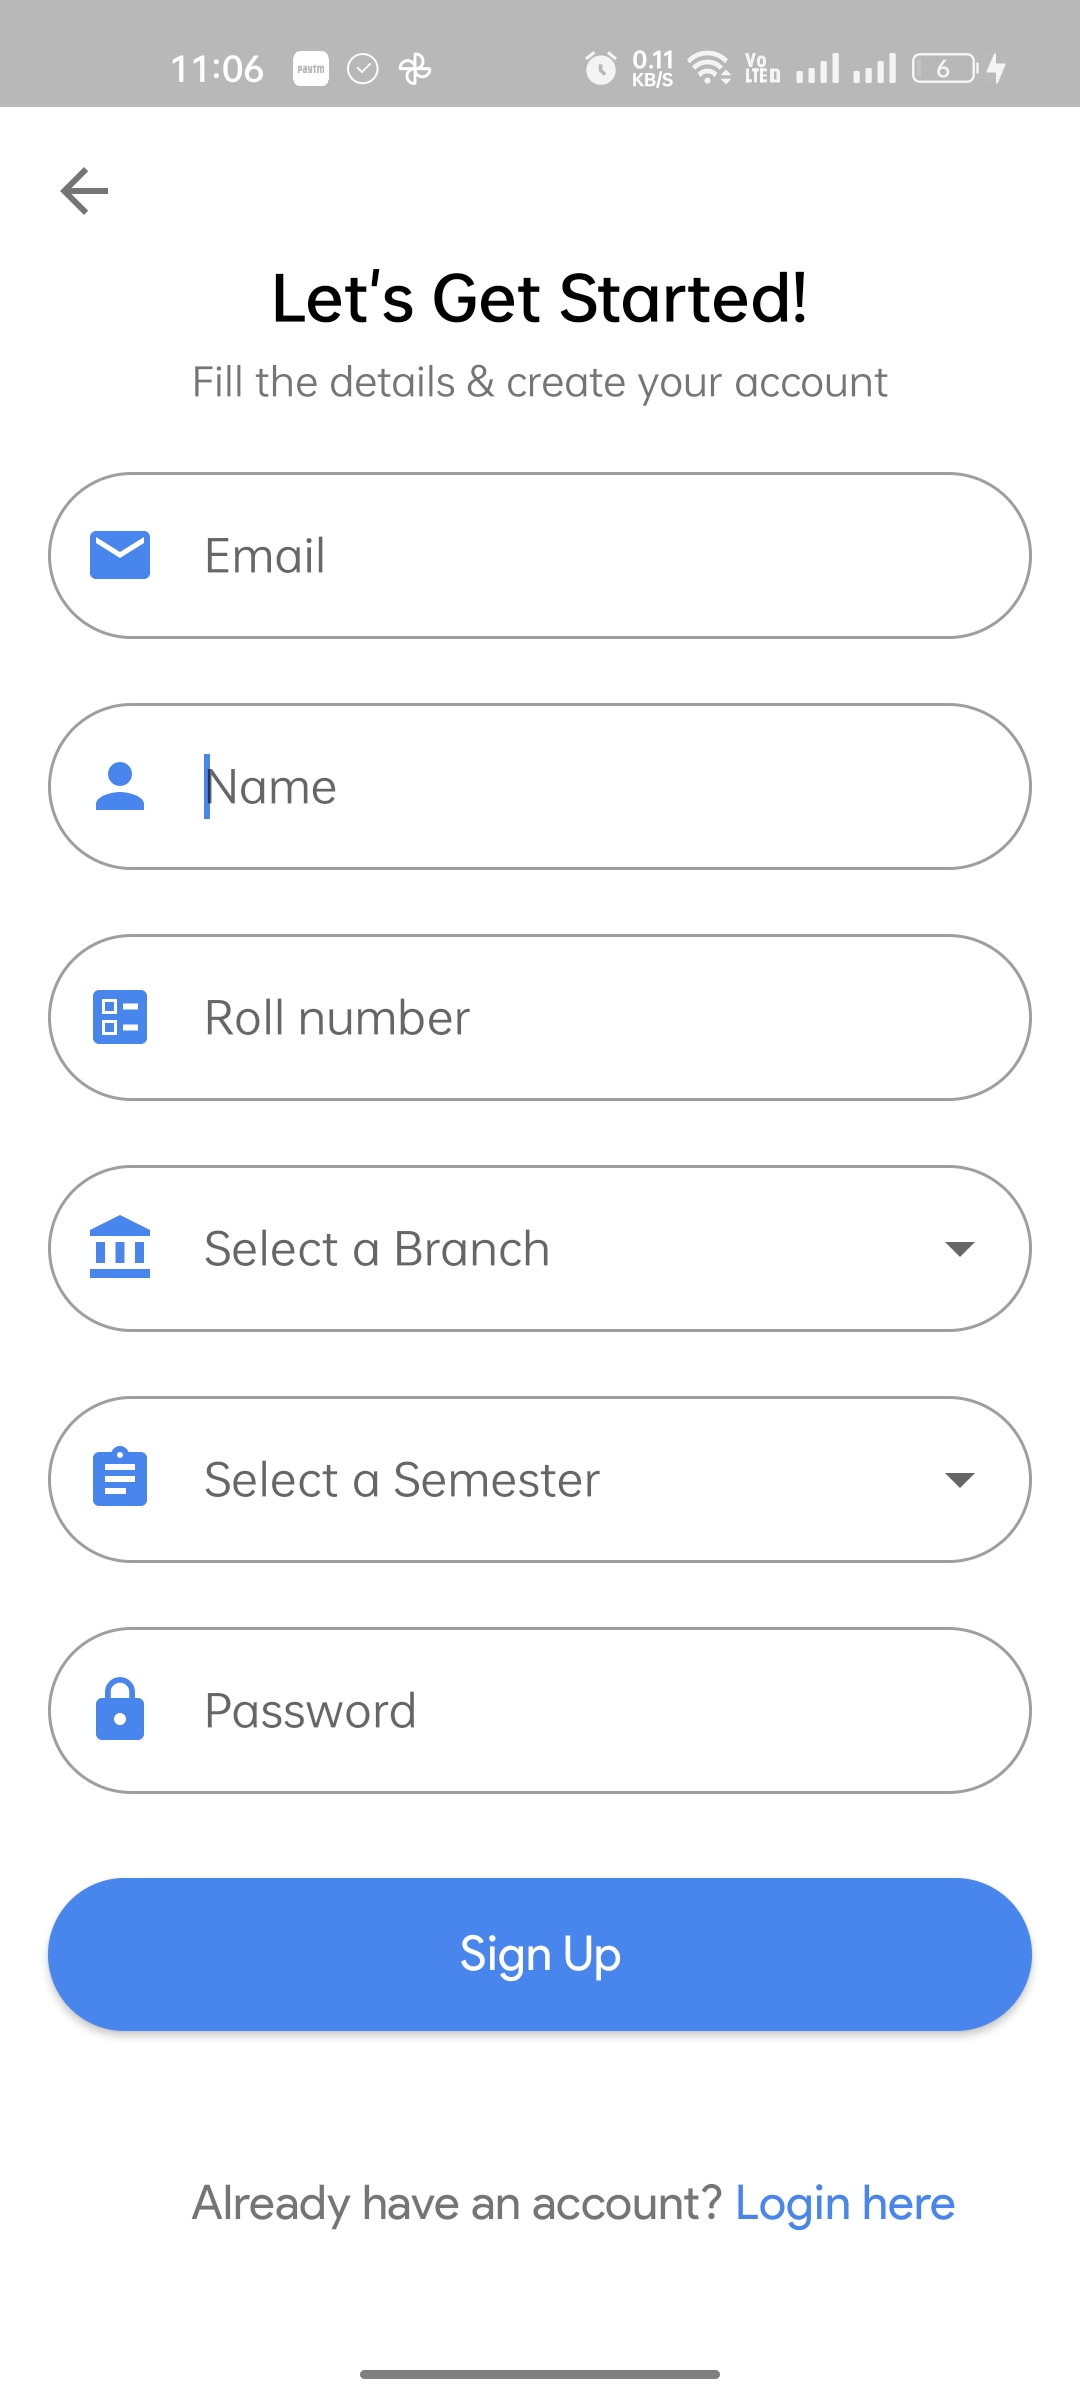 11:06 paytm 0.11 KB/S Vo LTE 6
Let's Get Started!
Fill the details & create your account
Email
Name
Roll number
Select a Branch
Select a Semester
Password
Sign Up
Already have an account? Login here